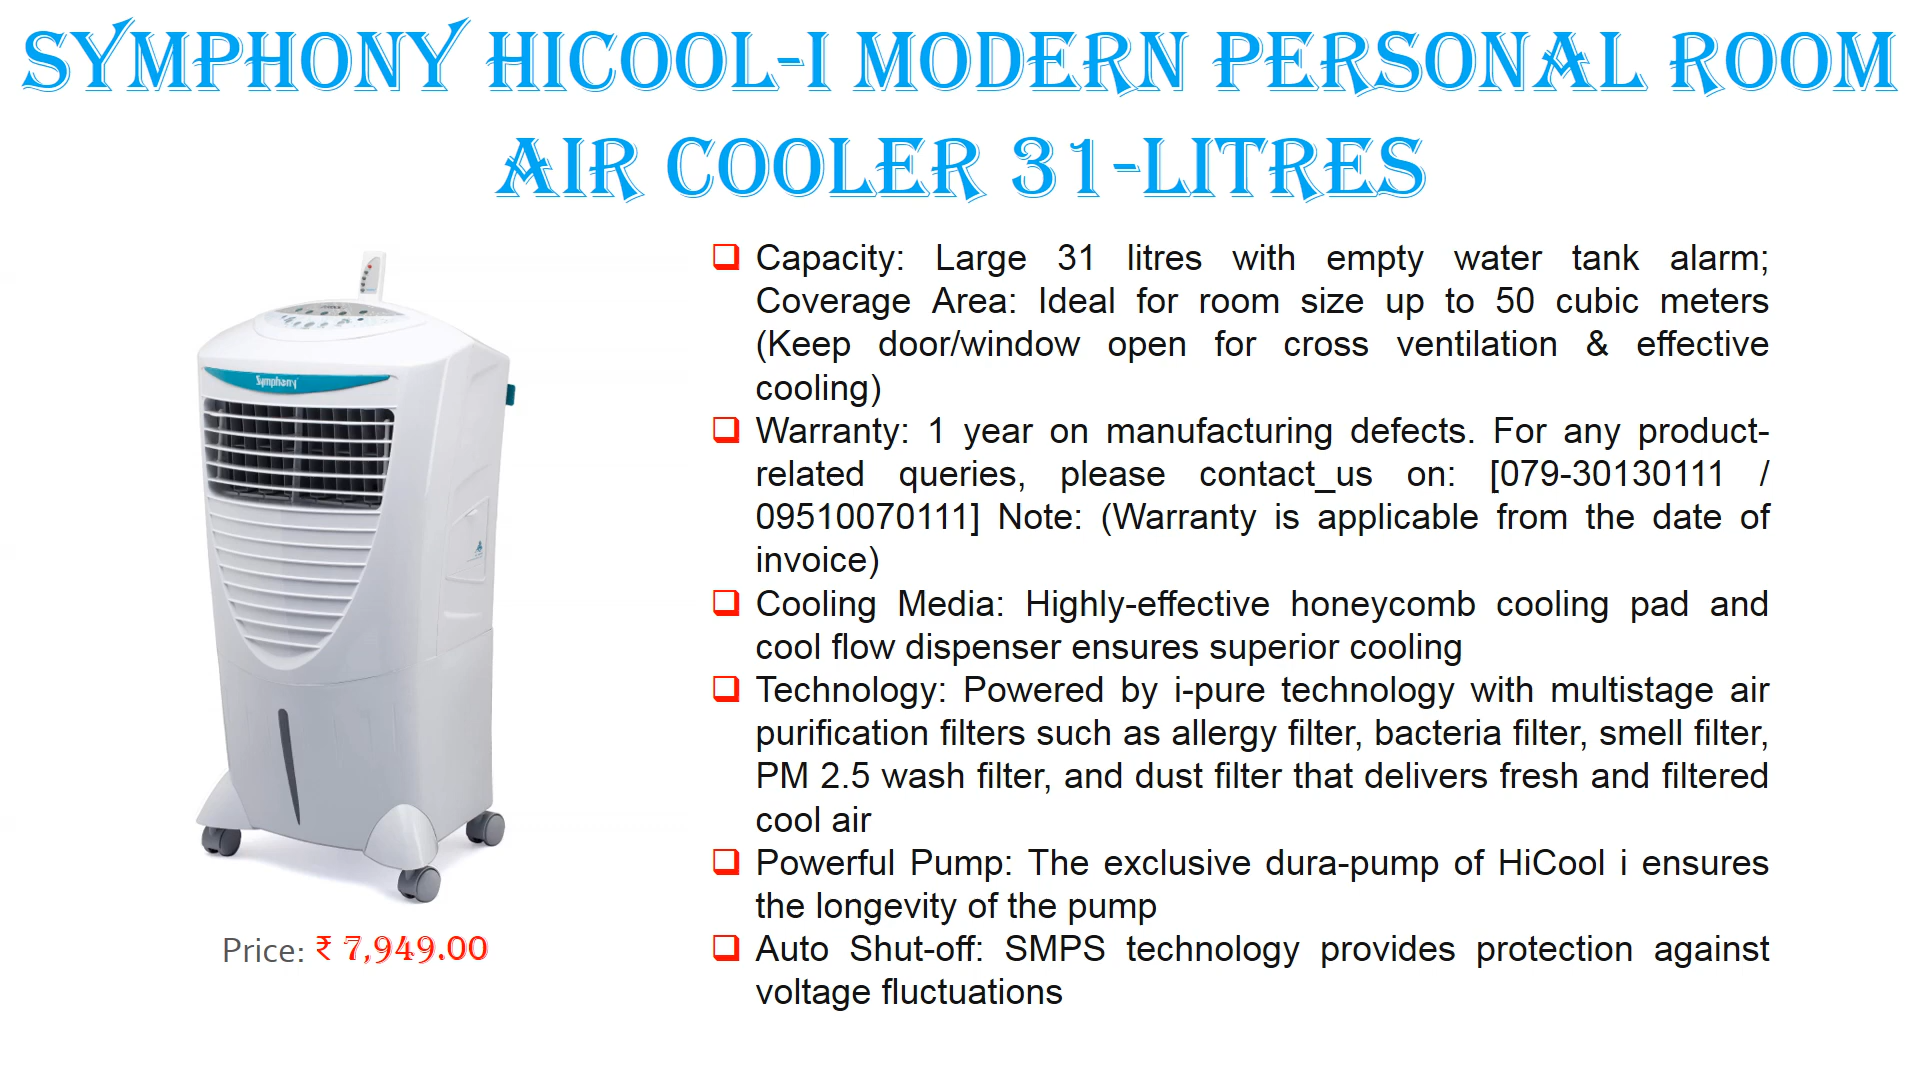 SYMPHONY HICOOL-I MODERN PERSONAL ROOM
AIR COOLER 31-LITRES
Symphony
Price: ₹ 7,949.00
Capacity: Large 31 litres with empty water tank alarm;
Coverage Area: Ideal for room size up to 50 cubic meters
(Keep door/window open for cross ventilation & effective
cooling)
Warranty: 1 year on manufacturing defects. For any product-
related queries, please contact_us on: [079-30130111 /
09510070111] Note: (Warranty is applicable from the date of
invoice)
Cooling Media: Highly-effective honeycomb cooling pad and
cool flow dispenser ensures superior cooling
Technology: Powered by i-pure technology with multistage air
purification filters such as allergy filter, bacteria filter, smell filter,
PM 2.5 wash filter, and dust filter that delivers fresh and filtered
cool air
Powerful Pump: The exclusive dura-pump of HiCool i ensures
the longevity of the pump
Auto Shut-off: SMPS technology provides protection against
voltage fluctuations